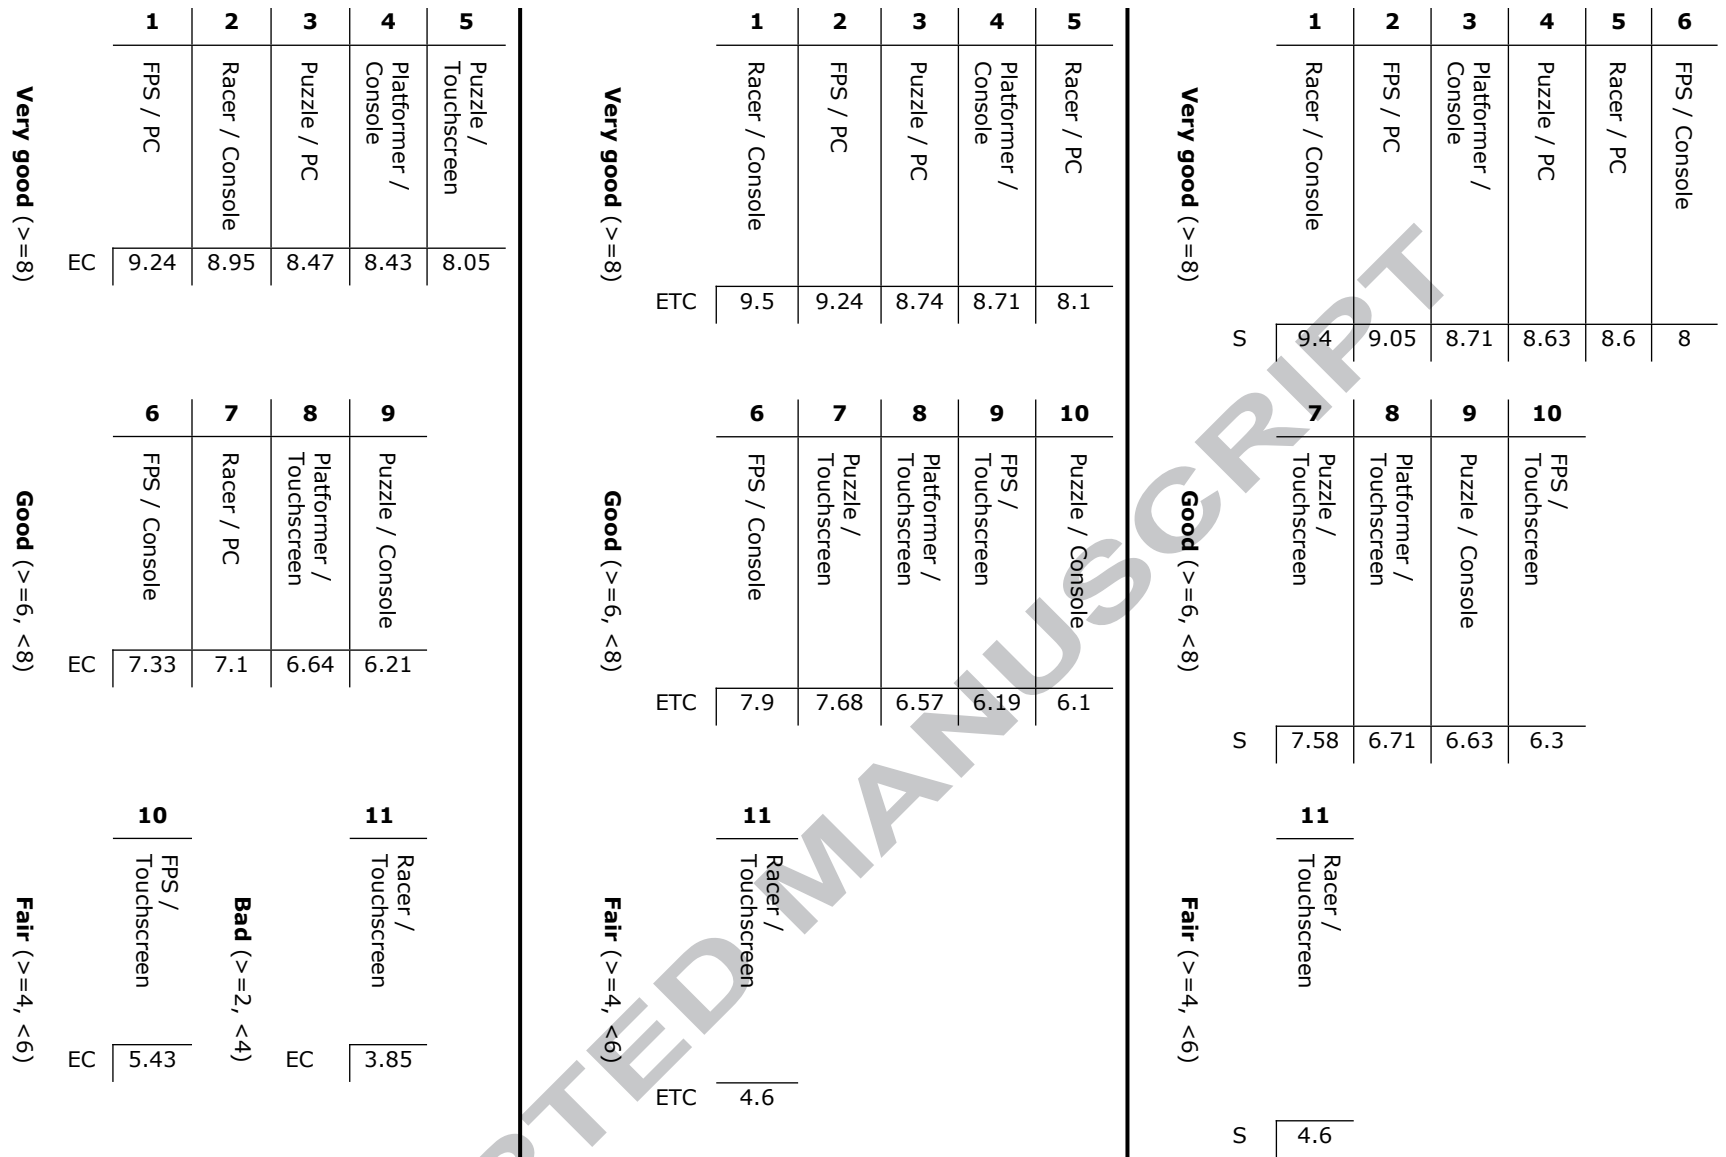 1 2 3 4 5
Very good (>=8)
FPS / PC
Racer / Console
Puzzle / PC
Platformer /
Console
Puzzle /
Touchscreen
EC 9.24 8.95 8.47 8.43 8.05
6 7 8 9
Good (>=6, <8)
FPS / Console
Racer / PC
Platformer /
Touchscreen
Puzzle / Console
EC 7.33 7.1 6.64 6.21
10
Fair (>=4, <6)
FPS /
Touchscreen
EC 5.43
11
Bad (>=2, <4)
Racer /
Touchscreen
EC 3.85
1 2 3 4 5
Very good (>=8)
Racer / Console
FPS / PC
Puzzle / PC
Platformer /
Console
Racer / PC
ETC 9.5 9.24 8.74 8.71 8.1
6 7 8 9 10
Good (>=6, <8)
FPS / Console
Puzzle /
Touchscreen
Platformer /
Touchscreen
FPS /
Touchscreen
Puzzle / Console
ETC 7.9 7.68 6.57 6.19 6.1
11
Fair (>=4, <6)
Racer /
Touchscreen
ETC 4.6
1 2 3 4 5 6
Very good (>=8)
Racer / Console
FPS / PC
Platformer /
Console
Puzzle / PC
Racer / PC
FPS / Console
S 9.4 9.05 8.71 8.63 8.6 8
7 8 9 10
Good (>=6, <8)
Puzzle /
Touchscreen
Platformer /
Touchscreen
Puzzle / Console
FPS /
Touchscreen
S 7.58 6.71 6.63 6.3
11
Fair (>=4, <6)
Racer /
Touchscreen
S 4.6
PTED MANUSCRIPT